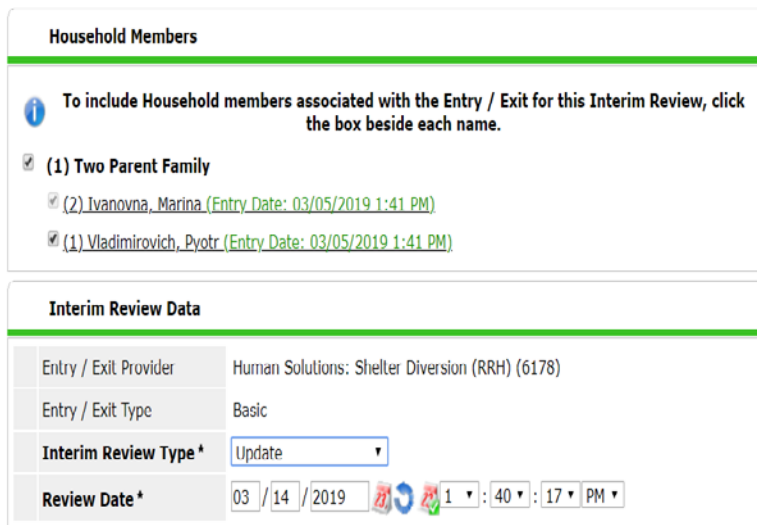 Household Members
To include Household members associated with the Entry / Exit for this Interim Review, click
the box beside each name.
(1) Two Parent Family
(2) Ivanovna, Marina (Entry Date: 03/05/2019 1:41 PM)
(1) Vladimirovich, Pyotr (Entry Date: 03/05/2019 1:41 PM)
Interim Review Data
Entry / Exit Provider Human Solutions: Shelter Diversion (RRH) (6178)
Entry / Exit Type Basic
Interim Review Type * Update
Review Date * 03 / 14 / 2019 1 : 40 : 17 PM